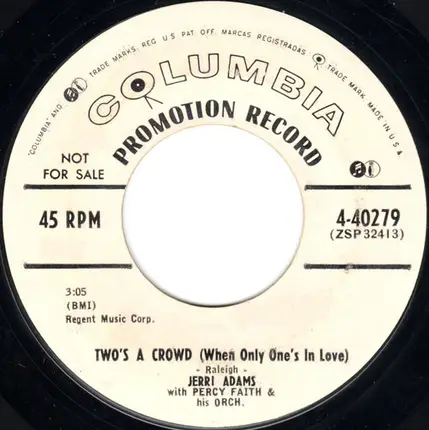 "COLUMBIA" AND TRADE MARKS, REG. U S PAT. OFF. MARCAS REGISTRADAS TRADE MARK. MADE IN U S A
COLUMBIA
PROMOTION RECORD
NOT
FOR SALE
45 RPM
4-40279
(ZSP 32413)
3:05
(BMI)
Regent Music Corp.
TWO'S A CROWD (When Only One's In Love)
- Raleigh -
JERRI ADAMS
with PERCY FAITH &
his ORCH.